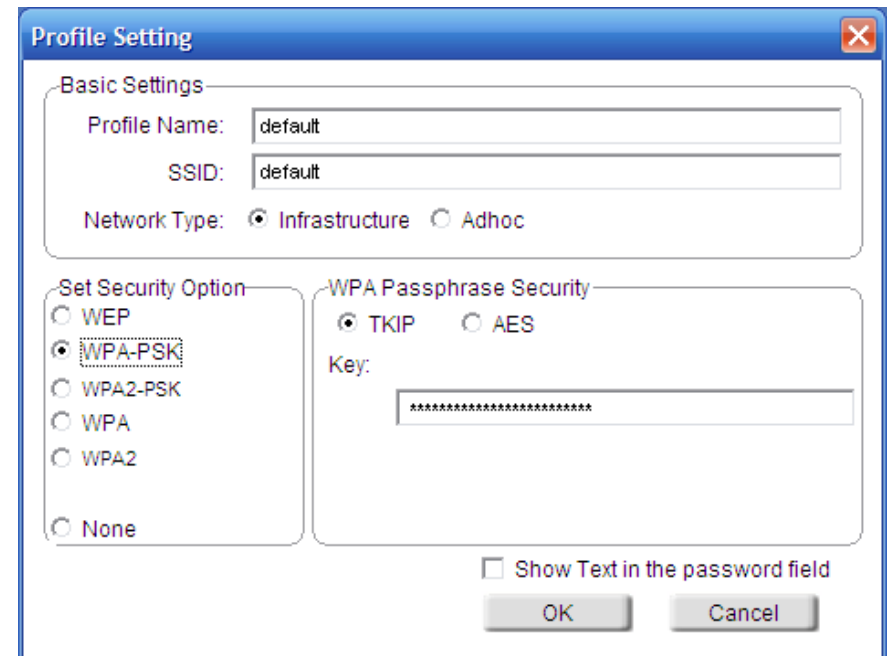 Profile Setting
Basic Settings
Profile Name: default
SSID: default
Network Type: Infrastructure Adhoc
Set Security Option
WEP
WPA-PSK
WPA2-PSK
WPA
WPA2
None
WPA Passphrase Security
TKIP AES
Key:
*************************
Show Text in the password field
OK Cancel